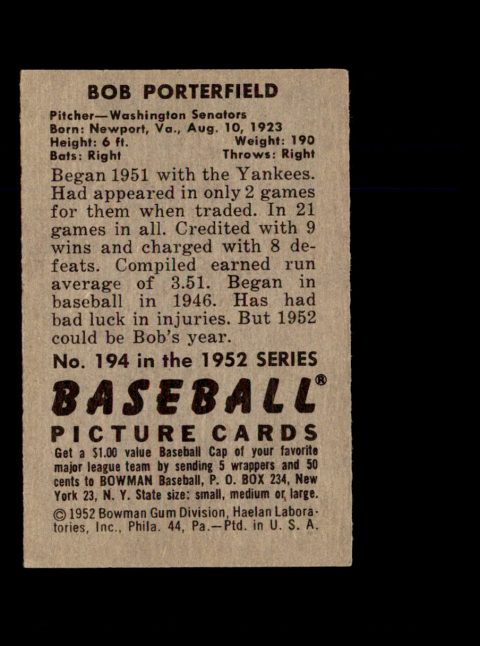 BOB PORTERFIELD
Pitcher—Washington Senators
Born: Newport, Va., Aug. 10, 1923
Height: 6 ft. Weight: 190
Bats: Right Throws: Right
Began 1951 with the Yankees.
Had appeared in only 2 games
for them when traded. In 21
games in all. Credited with 9
wins and charged with 8 de-
feats. Compiled earned run
average of 3.51. Began in
baseball in 1946. Has had
bad luck in injuries. But 1952
could be Bob's year.
No. 194 in the 1952 SERIES
BASEBALL®
PICTURE CARDS
Get a $1.00 value Baseball Cap of your favorite
major league team by sending 5 wrappers and 50
cents to BOWMAN Baseball, P. O. BOX 234, New
York 23, N. Y. State size: small, medium or large.
©1952 Bowman Gum Division, Haelan Labora-
tories, Inc., Phila. 44, Pa.—Ptd. in U. S. A.